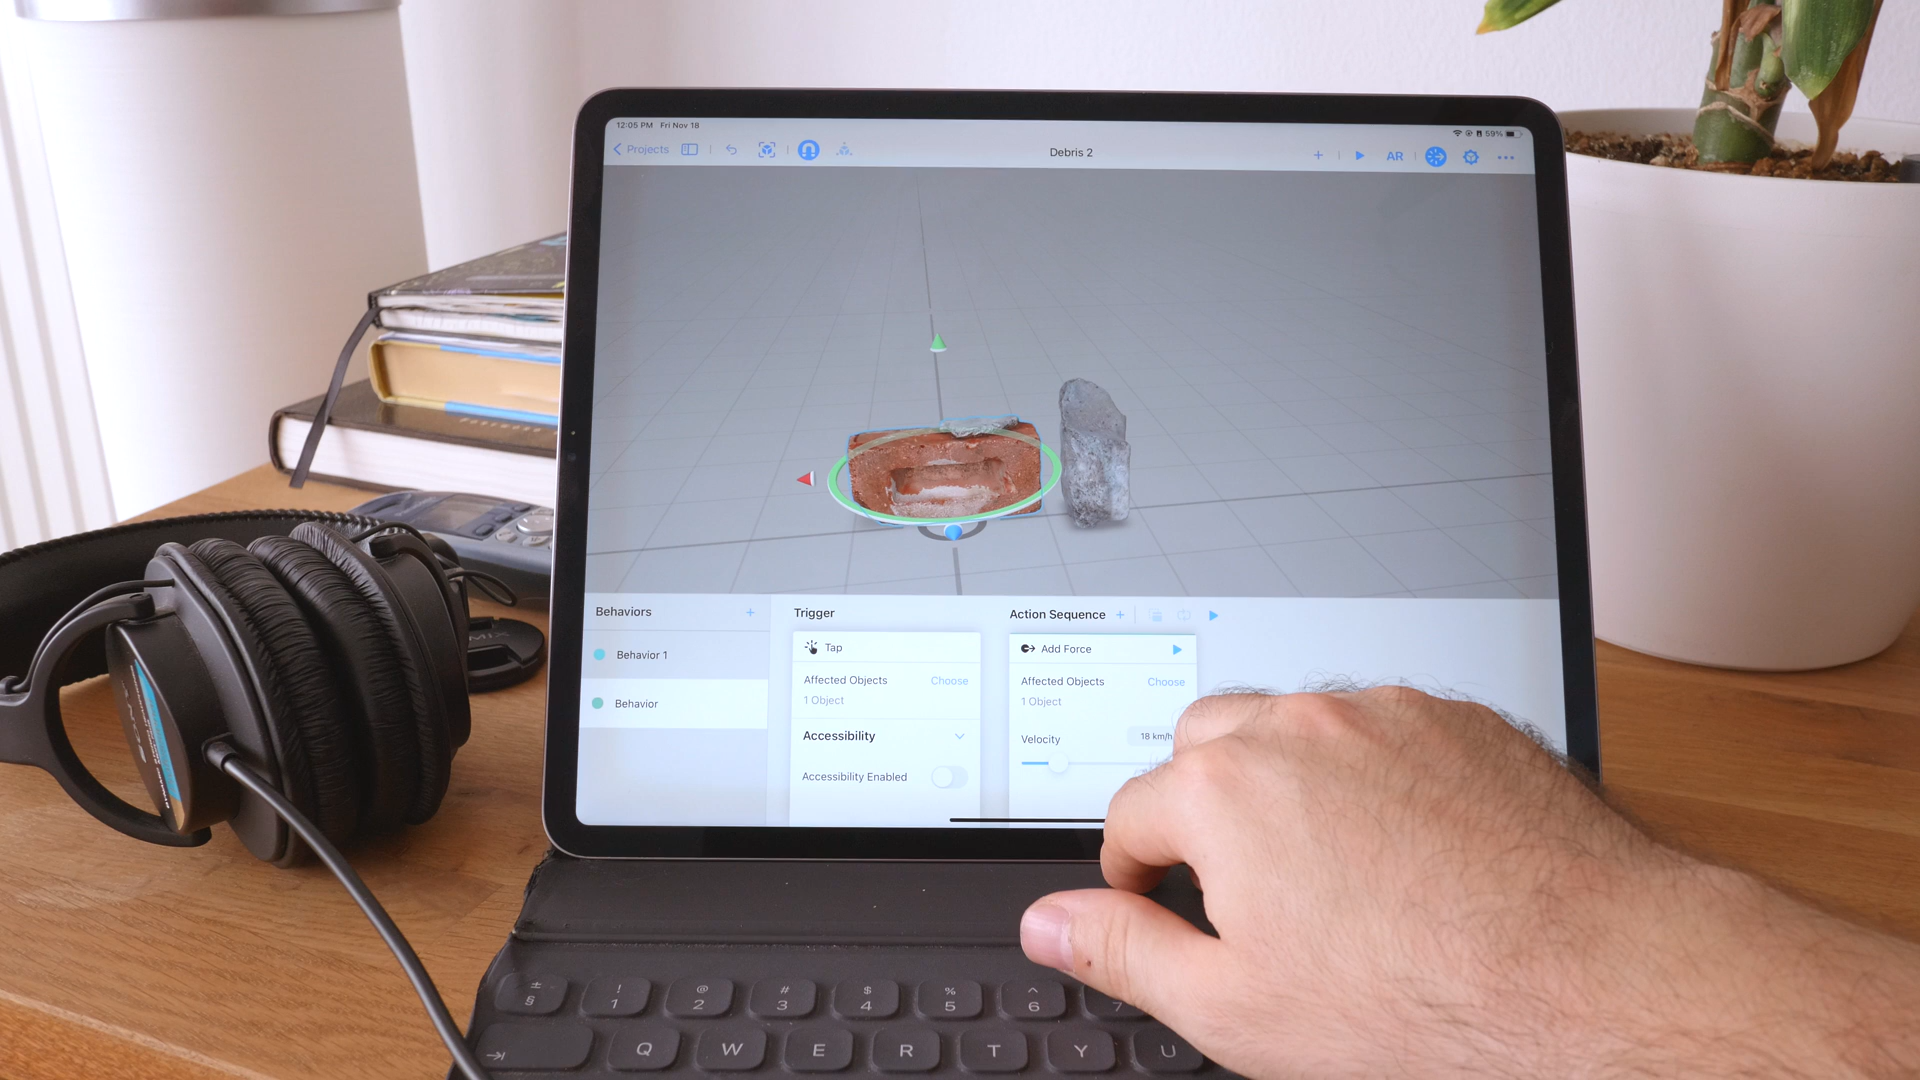 12:05 PM Fri Nov 18
59%
Projects
Debris 2
AR
Behaviors
Behavior 1
Behavior
Trigger
Tap
Affected Objects Choose
1 Object
Accessibility
Accessibility Enabled
Action Sequence
Add Force
Affected Objects Choose
1 Object
Velocity 18 km/h
± § ! 1 @ 2 # 3 $ 4 % 5 ^ 6 7
Q W E R T Y U